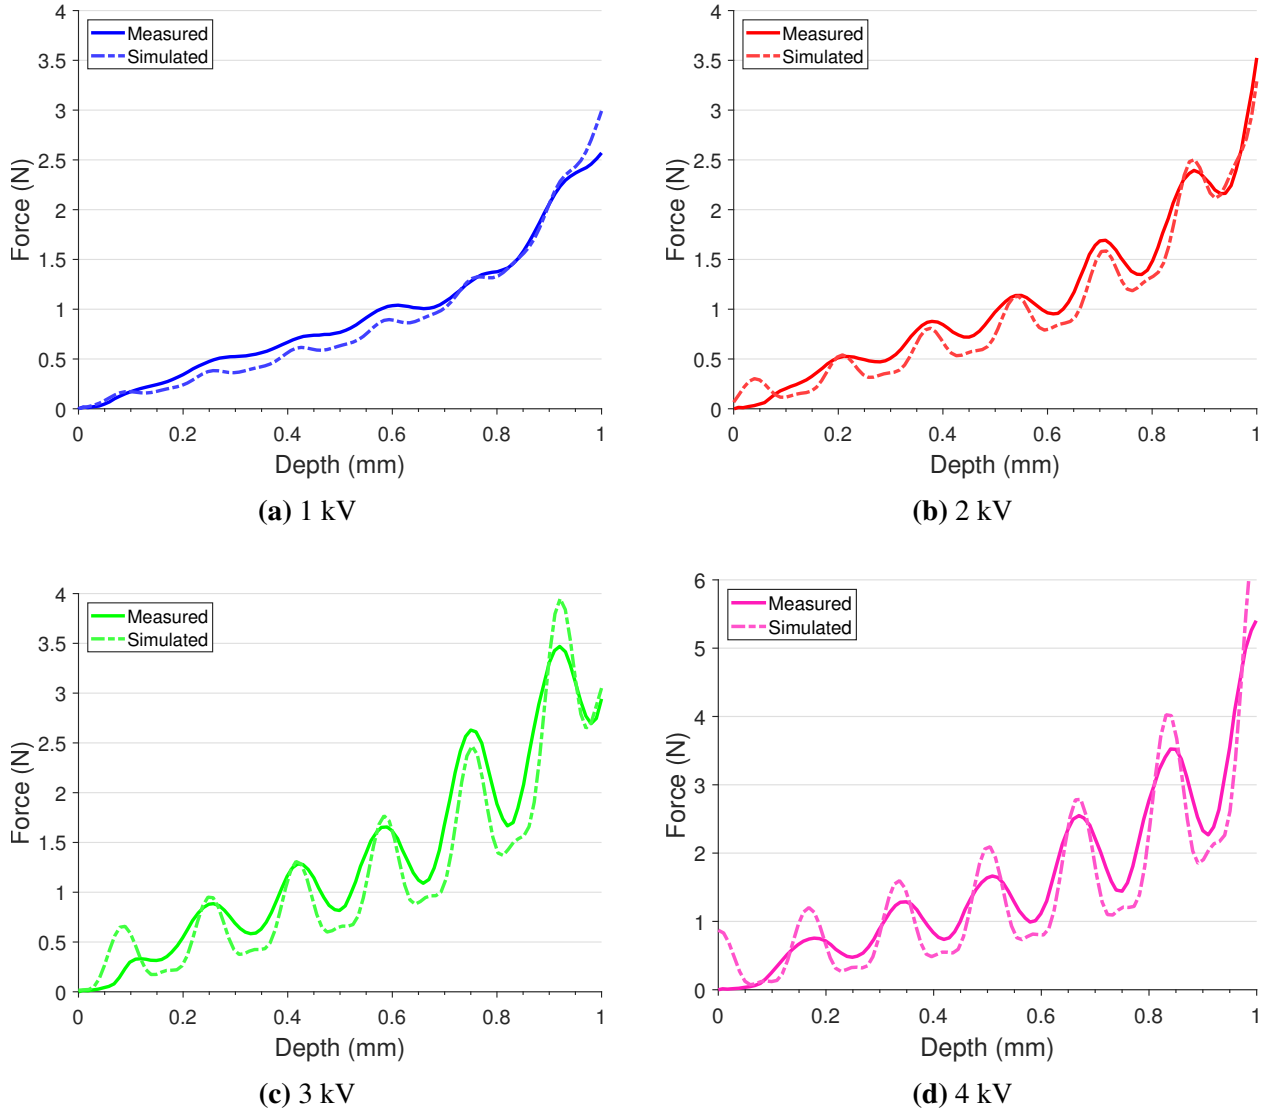 4
3.5
3
2.5
2
1.5
1
0.5
0
Force (N)
Measured
Simulated
0 0.2 0.4 0.6 0.8 1
Depth (mm)
(a) 1 kV
4
3.5
3
2.5
2
1.5
1
0.5
0
Force (N)
Measured
Simulated
0 0.2 0.4 0.6 0.8 1
Depth (mm)
(b) 2 kV
4
3.5
3
2.5
2
1.5
1
0.5
0
Force (N)
Measured
Simulated
0 0.2 0.4 0.6 0.8 1
Depth (mm)
(c) 3 kV
6
5
4
3
2
1
0
Force (N)
Measured
Simulated
0 0.2 0.4 0.6 0.8 1
Depth (mm)
(d) 4 kV